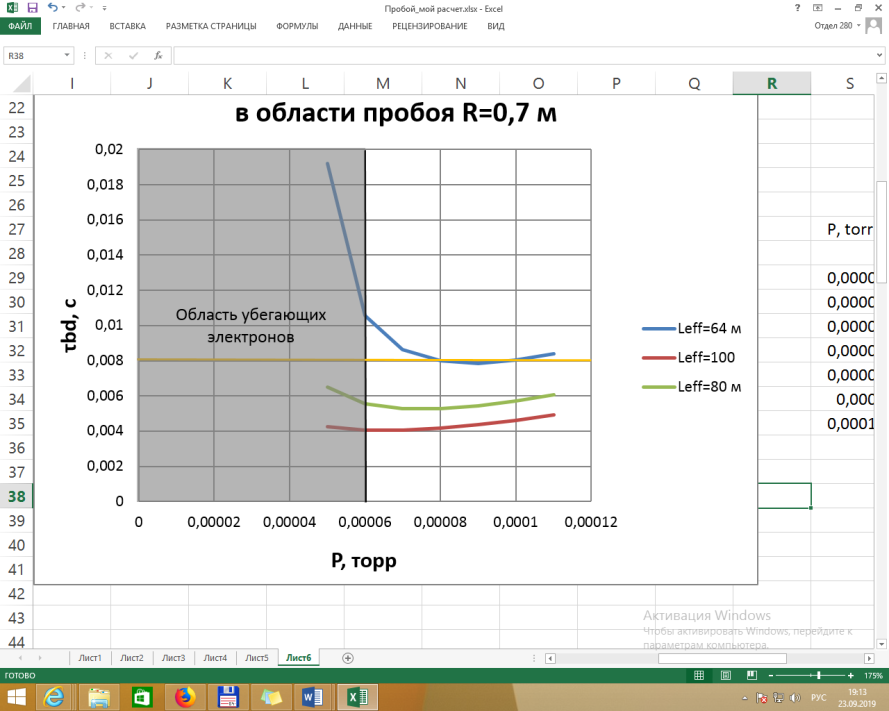 Пробой_мой расчет.xlsx - Excel
ФАЙЛ ГЛАВНАЯ ВСТАВКА РАЗМЕТКА СТРАНИЦЫ ФОРМУЛЫ ДАННЫЕ РЕЦЕНЗИРОВАНИЕ ВИД Отдел 280
R38 fx
I J K L M N O P Q R S
22
23
24
25
26
27 P, torr
28
29 0,0000
30 0,0000
31 0,0000
32 0,0000
33 0,0000
34 0,000
35 0,0001
36
37
38
39
40
41
42
43
44
в области пробоя R=0,7 м
0,02
0,018
0,016
0,014
0,012
0,01
0,008
0,006
0,004
0,002
0
τbd, с
Область убегающих
электронов
Leff=64 м
Leff=100
Leff=80 м
0 0,00002 0,00004 0,00006 0,00008 0,0001 0,00012
P, торр
Активация Windows
Чтобы активировать Windows, перейдите к
параметрам компьютера.
Лист1 Лист2 Лист3 Лист4 Лист5 Лист6
ГОТОВО 175%
РУС 19:13
23.09.2019